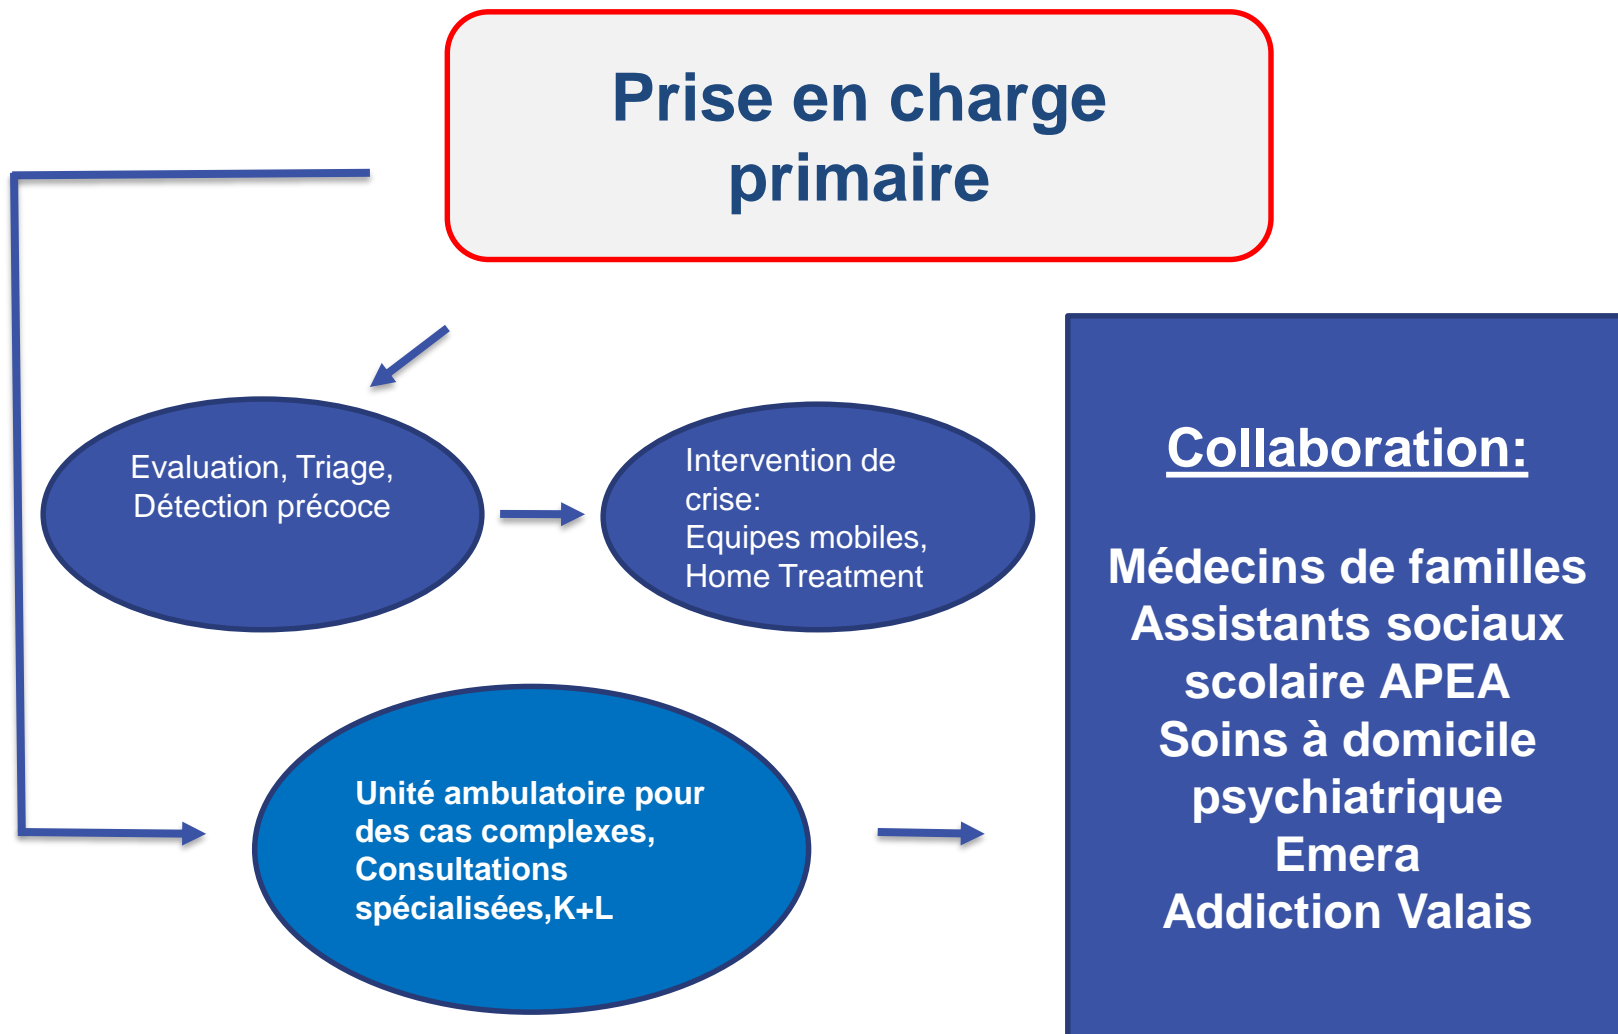 Prise en charge
primaire
Evaluation, Triage,
Détection précoce
Intervention de
crise:
Equipes mobiles,
Home Treatment
Unité ambulatoire pour
des cas complexes,
Consultations
spécialisées,K+L
Collaboration:
Médecins de familles
Assistants sociaux
scolaire APEA
Soins à domicile
psychiatrique
Emera
Addiction Valais